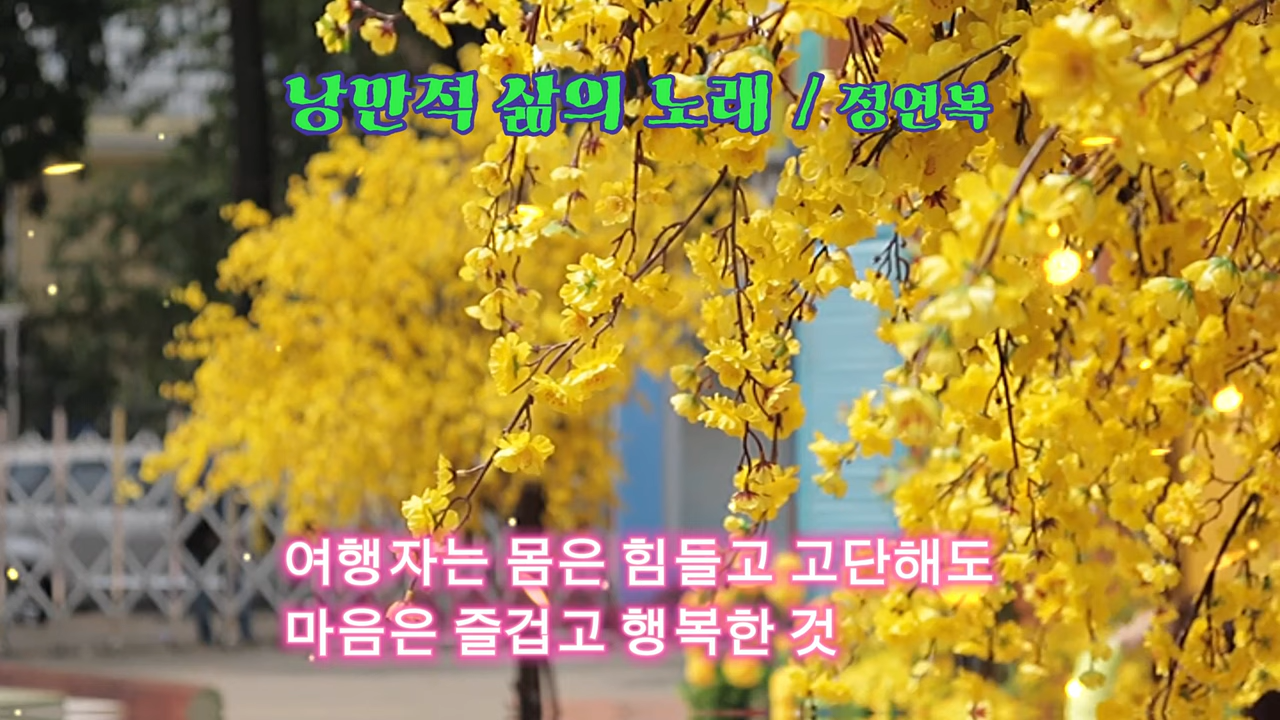 낭만적 삶의 노래 / 정연복
여행자는 몸은 힘들고 고단해도
마음은 즐겁고 행복한 것